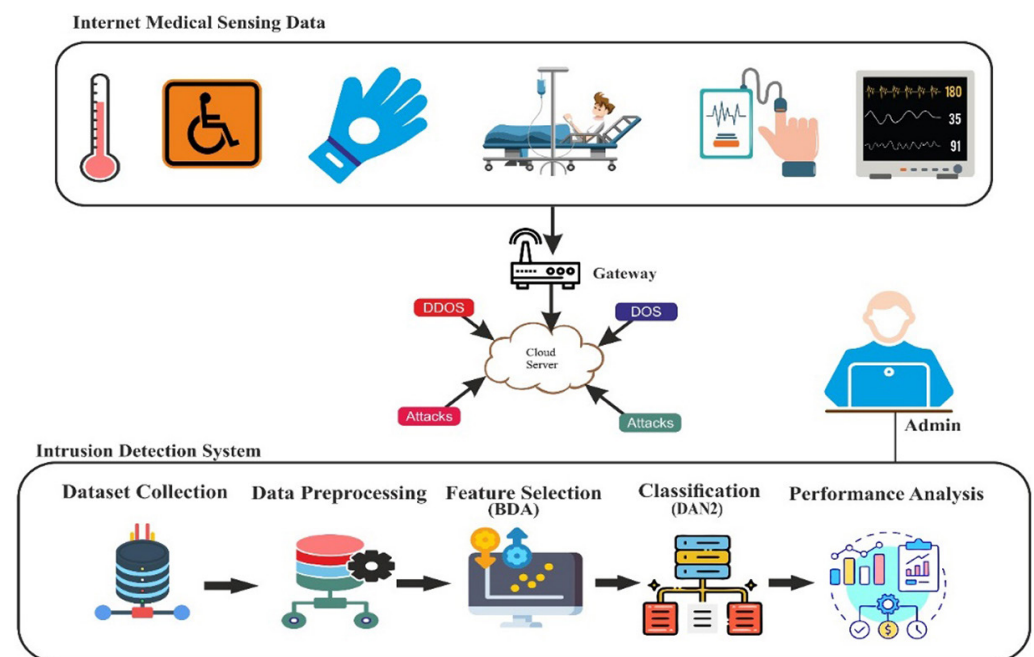 Internet Medical Sensing Data
180
35
91
Gateway
DDOS
DOS
Cloud
Server
Attacks
Attacks
Admin
Intrusion Detection System
Dataset Collection
Data Preprocessing
Feature Selection
(BDA)
Classification
(DAN2)
Performance Analysis
$